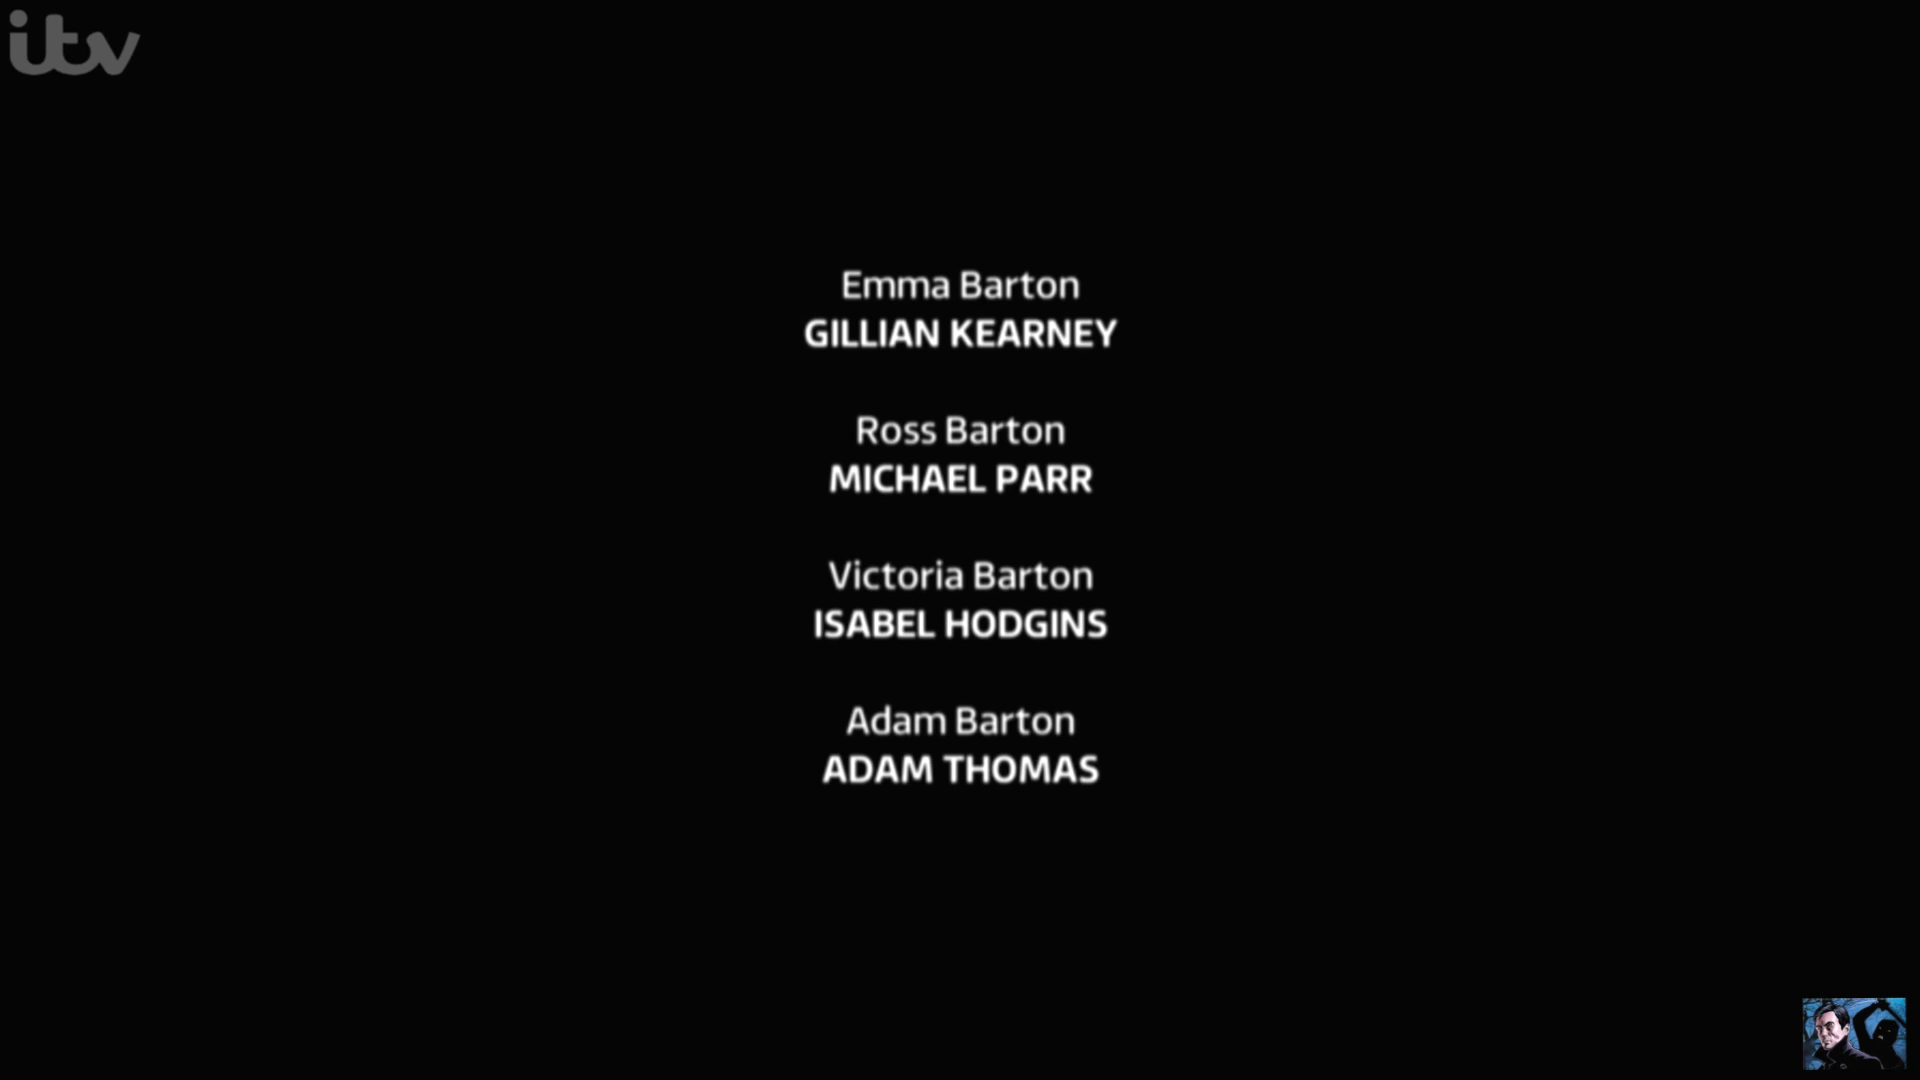 itv
Emma Barton
GILLIAN KEARNEY
Ross Barton
MICHAEL PARR
Victoria Barton
ISABEL HODGINS
Adam Barton
ADAM THOMAS